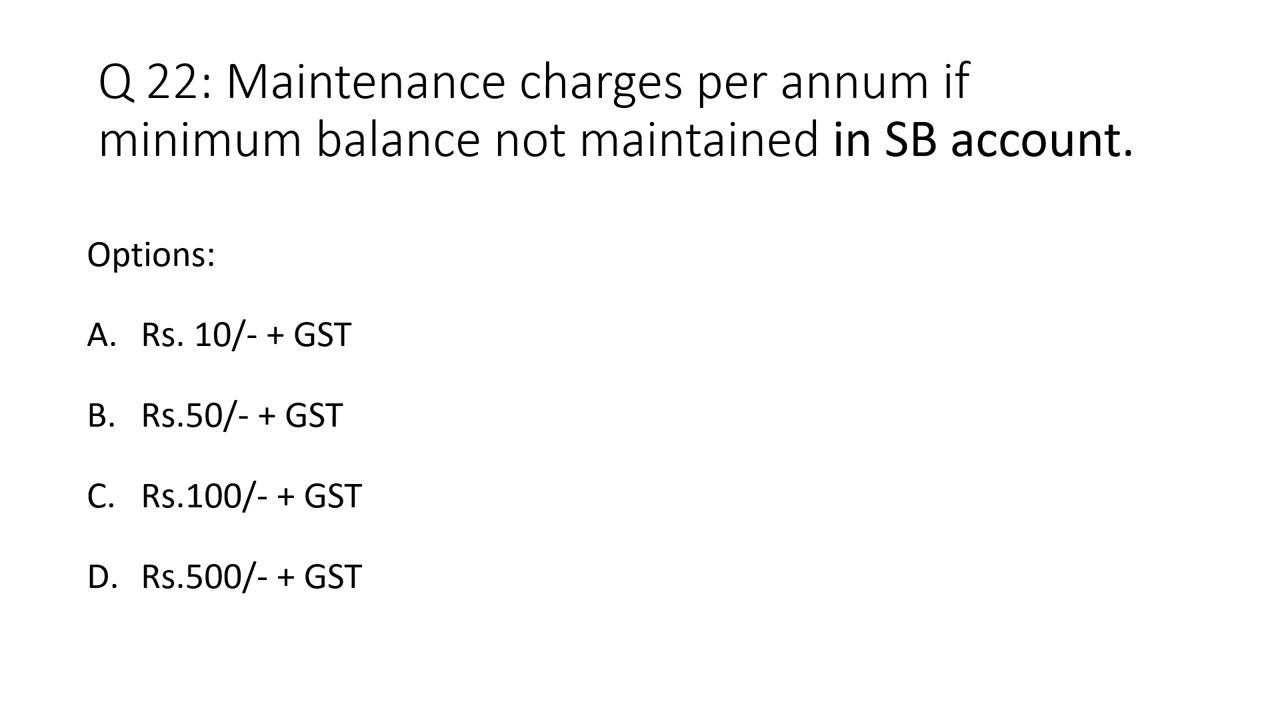 Q 22: Maintenance charges per annum if
minimum balance not maintained in SB account.
Options:
A. Rs. 10/- + GST
B. Rs.50/- + GST
C. Rs.100/- + GST
D. Rs.500/- + GST